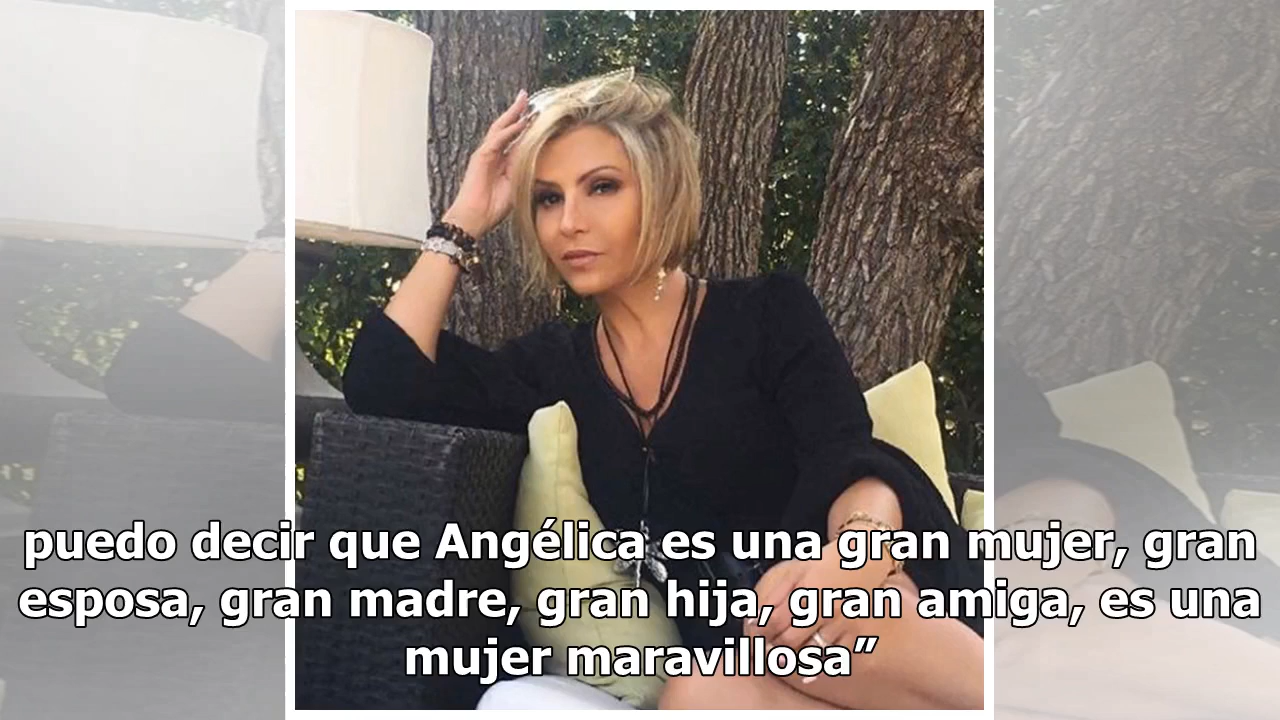 puedo decir que Angélica es una gran mujer, gran
esposa, gran madre, gran hija, gran amiga, es una
mujer maravillosa”